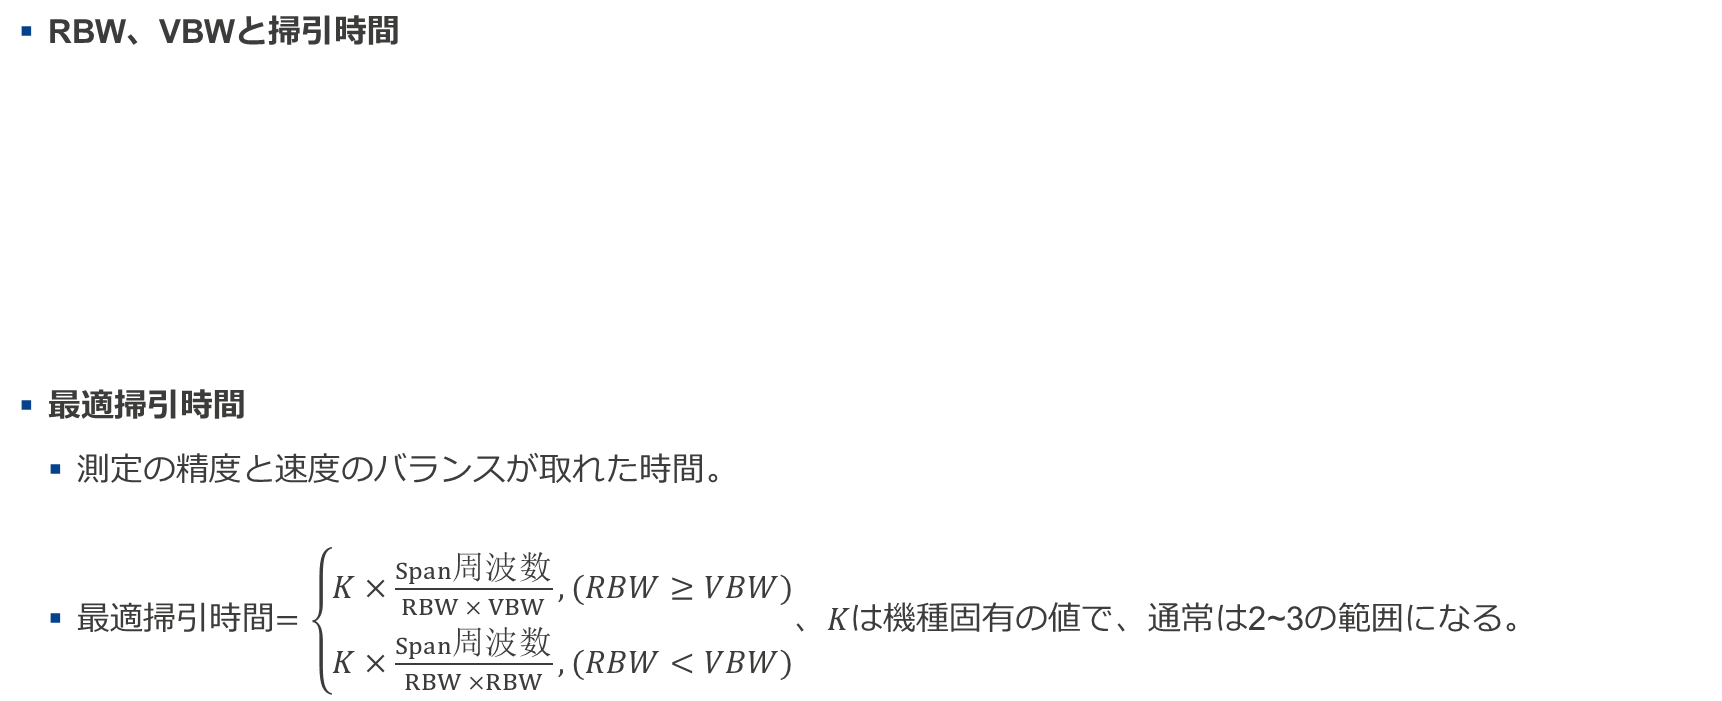 ▪ RBW、VBWと掃引時間
▪ 最適掃引時間
▪ 測定の精度と速度のバランスが取れた時間。
▪ 最適掃引時間= { K × Span周波数 / RBW × VBW , (RBW ≥ VBW)
K × Span周波数 / RBW ×RBW , (RBW < VBW) 、Kは機種固有の値で、通常は2~3の範囲になる。